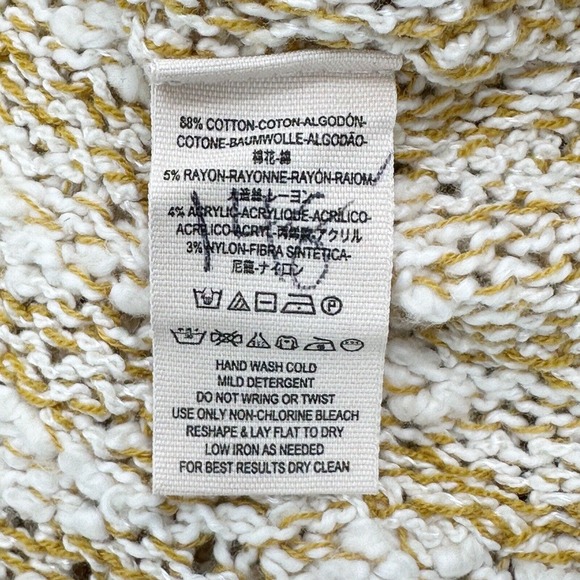 88% COTTON-COTON-ALGODÓN-
COTONE-BAUMWOLLE-ALGODÃO-
棉花-綿
5% RAYON-RAYONNE-RAYÓN-RAIOM-
人造絲-レーヨン
4% ACRYLIC-ACRYLIQUE-ACRÍLICO-
ACRILICO-ACRYL-丙烯酸-アクリル
3% NYLON-FIBRA SINTÉTICA-
尼龍-ナイロン
P
HAND WASH COLD
MILD DETERGENT
DO NOT WRING OR TWIST
USE ONLY NON-CHLORINE BLEACH
RESHAPE & LAY FLAT TO DRY
LOW IRON AS NEEDED
FOR BEST RESULTS DRY CLEAN